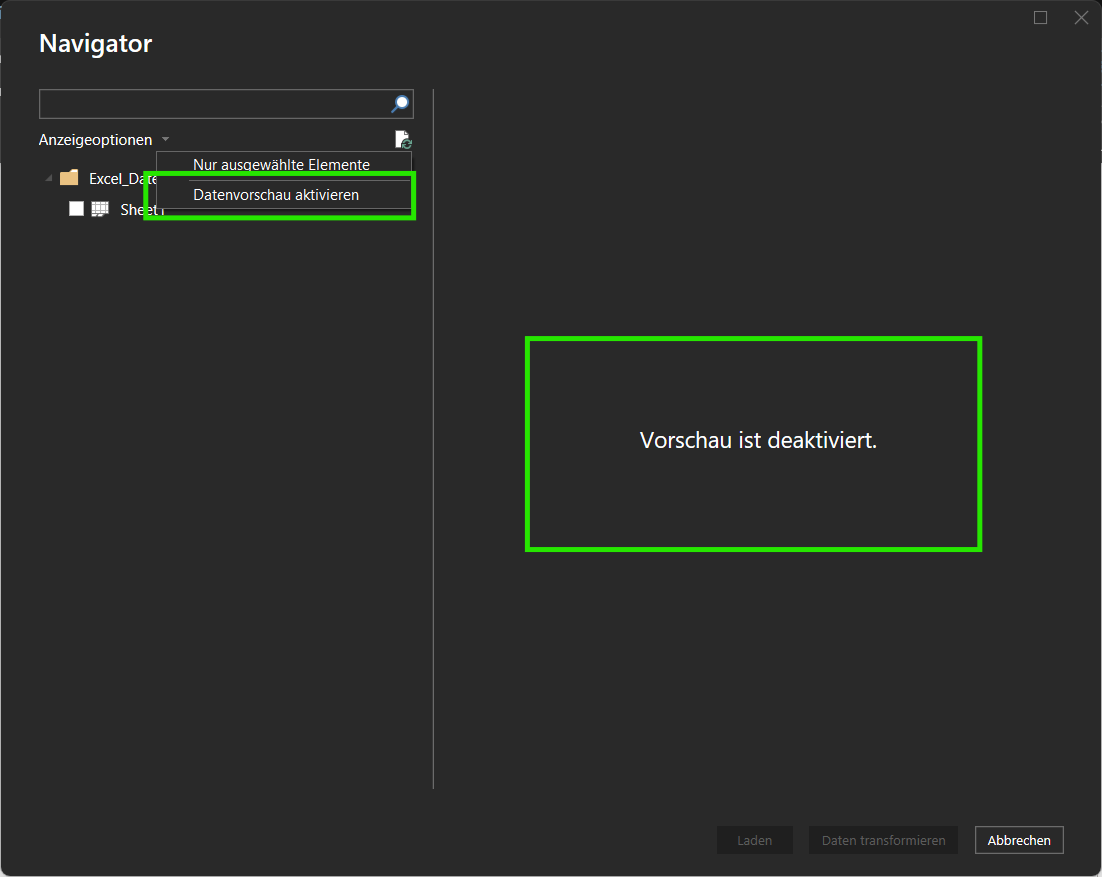 Navigator
Anzeigeoptionen
Nur ausgewählte Elemente
Excel_Date
Datenvorschau aktivieren
Sheet1
Vorschau ist deaktiviert.
Laden
Daten transformieren
Abbrechen